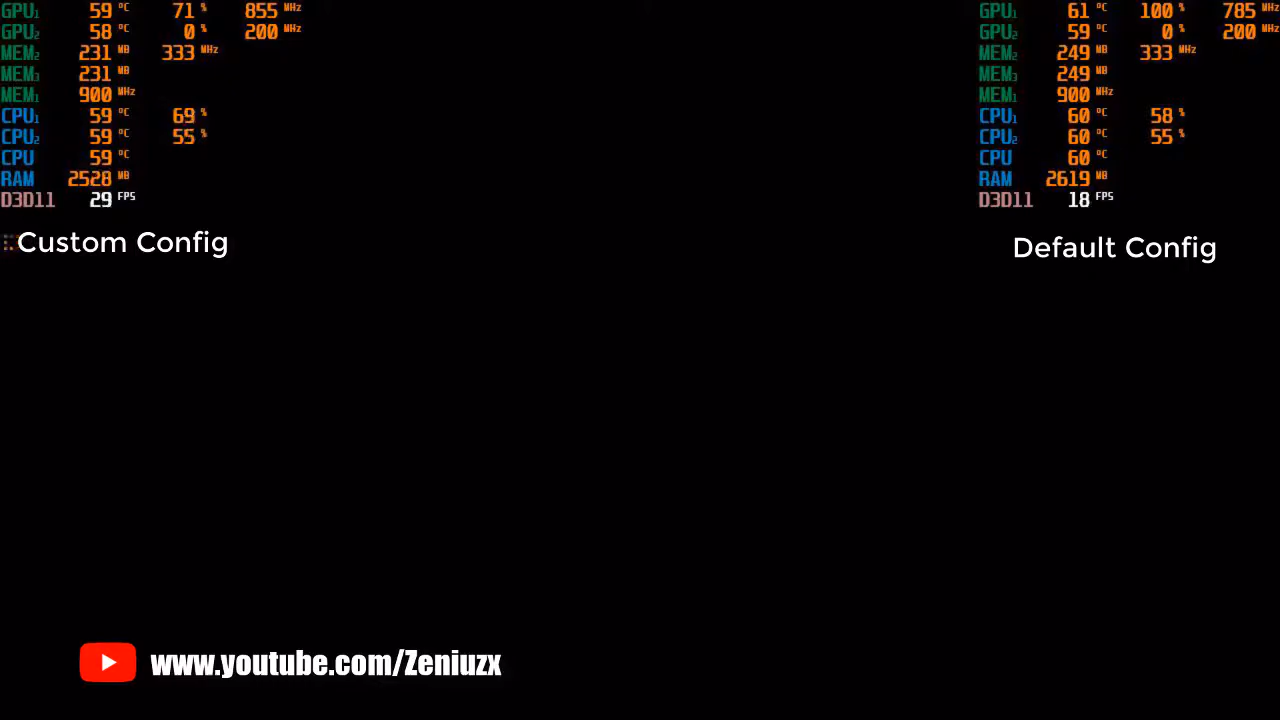 GPU1 59 °C 71 % 855 MHz
GPU2 58 °C 0 % 200 MHz
MEM2 231 MB 333 MHz
MEM3 231 MB
MEM1 900 MHz
CPU1 59 °C 69 %
CPU2 59 °C 55 %
CPU 59 °C
RAM 2528 MB
D3D11 29 FPS
Custom Config
GPU1 61 °C 100 % 785 MHz
GPU2 59 °C 0 % 200 MHz
MEM2 249 MB 333 MHz
MEM3 249 MB
MEM1 900 MHz
CPU1 60 °C 58 %
CPU2 60 °C 55 %
CPU 60 °C
RAM 2619 MB
D3D11 18 FPS
Default Config
www.youtube.com/Zeniuzx